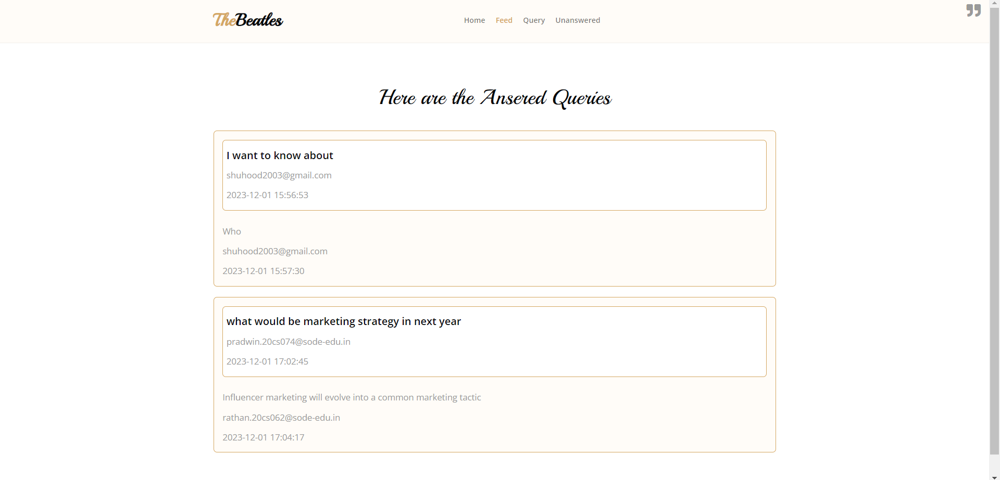 TheBeatles
Home Feed Query Unanswered
Here are the Ansered Queries
I want to know about
shuhood2003@gmail.com
2023-12-01 15:56:53
Who
shuhood2003@gmail.com
2023-12-01 15:57:30
what would be marketing strategy in next year
pradwin.20cs074@sode-edu.in
2023-12-01 17:02:45
Influencer marketing will evolve into a common marketing tactic
rathan.20cs062@sode-edu.in
2023-12-01 17:04:17